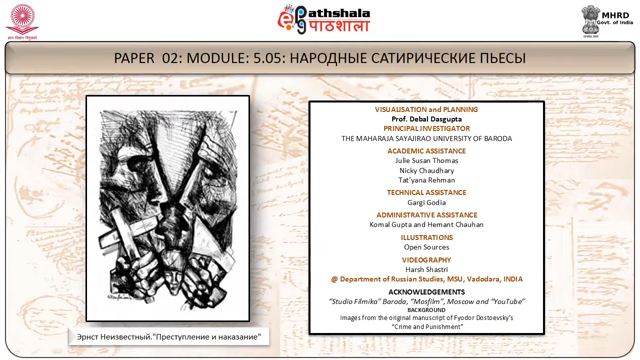 Pathshala
पाठशाला
MHRD
Govt. of India
PAPER 02: MODULE: 5.05: НАРОДНЫЕ САТИРИЧЕСКИЕ ПЬЕСЫ
VISUALISATION and PLANNING
Prof. Debal Dasgupta
PRINCIPAL INVESTIGATOR
THE MAHARAJA SAYAJIRAO UNIVERSITY OF BARODA
ACADEMIC ASSISTANCE
Julie Susan Thomas
Nicky Chaudhary
Tat'yana Rehman
TECHNICAL ASSISTANCE
Gargi Godia
ADMINISTRATIVE ASSISTANCE
Komal Gupta and Hemant Chauhan
ILLUSTRATIONS
Open Sources
VIDEOGRAPHY
Harsh Shastri
@ Department of Russian Studies, MSU, Vadodara, INDIA
ACKNOWLEDGEMENTS
"Studio Filmika" Baroda, "Mosfilm", Moscow and "YouTube"
BACKGROUND
Images from the original manuscript of Fyodor Dostoevsky's
"Crime and Punishment"
Эрнст Неизвестный."Преступление и наказание"